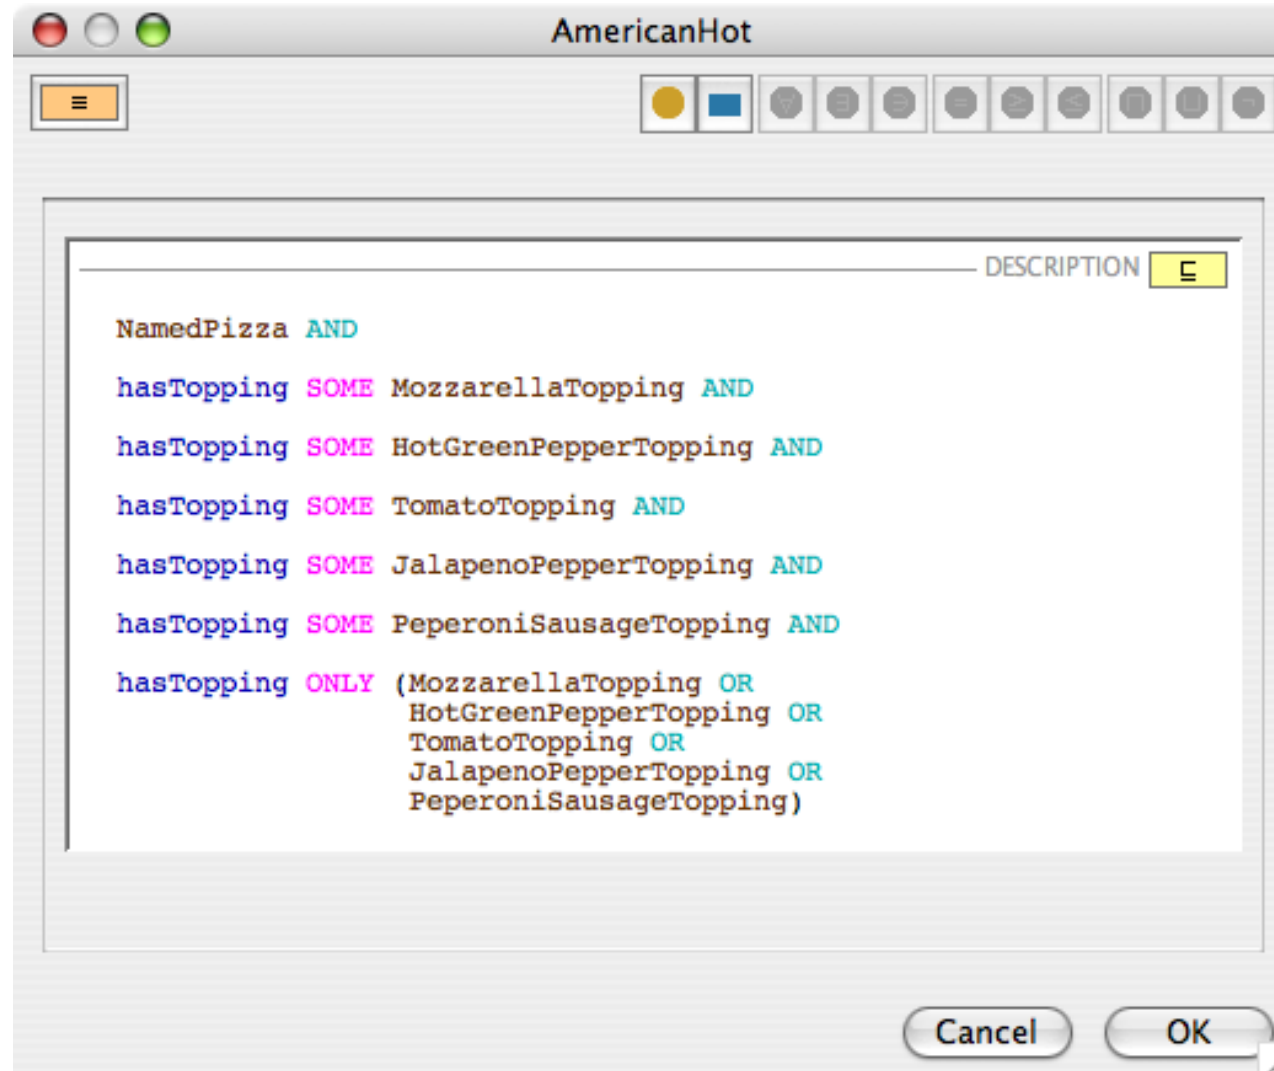 AmericanHot
≡
∀ ∃ ∈ = ≥ ≤ ⊓ ⊔ ¬
DESCRIPTION ⊑
NamedPizza AND
hasTopping SOME MozzarellaTopping AND
hasTopping SOME HotGreenPepperTopping AND
hasTopping SOME TomatoTopping AND
hasTopping SOME JalapenoPepperTopping AND
hasTopping SOME PeperoniSausageTopping AND
hasTopping ONLY (MozzarellaTopping OR
HotGreenPepperTopping OR
TomatoTopping OR
JalapenoPepperTopping OR
PeperoniSausageTopping)
Cancel OK